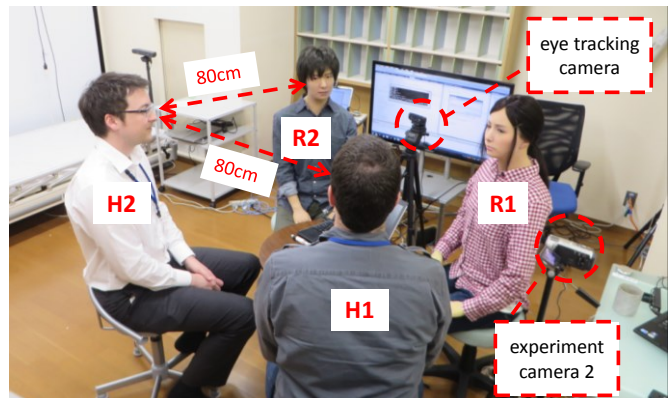 eye tracking
camera
80cm
R2
80cm
H2
R1
H1
experiment
camera 2